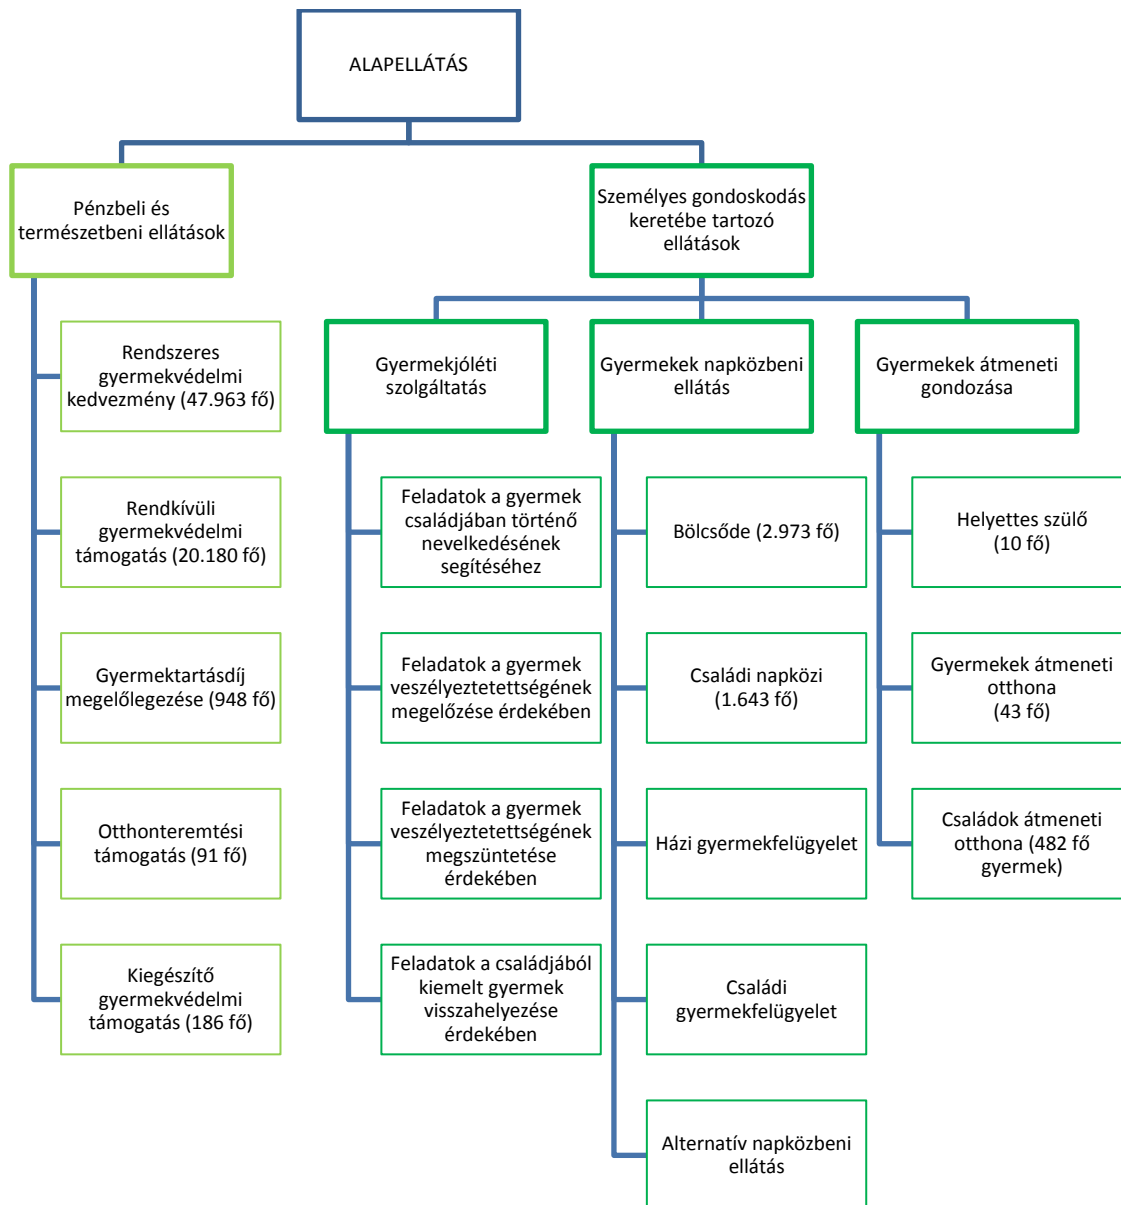 ALAPELLÁTÁS
Pénzbeli és
természetbeni ellátások
Személyes gondoskodás
keretébe tartozó
ellátások
Rendszeres
gyermekvédelmi
kedvezmény (47.963 fő)
Rendkívüli
gyermekvédelmi
támogatás (20.180 fő)
Gyermektartásdíj
megelőlegezése (948 fő)
Otthonteremtési
támogatás (91 fő)
Kiegészítő
gyermekvédelmi
támogatás (186 fő)
Gyermekjóléti
szolgáltatás
Feladatok a gyermek
családjában történő
nevelkedésének
segítéséhez
Feladatok a gyermek
veszélyeztetettségének
megelőzése érdekében
Feladatok a gyermek
veszélyeztetettségének
megszüntetése
érdekében
Feladatok a családjából
kiemelt gyermek
visszahelyezése
érdekében
Gyermekek napközbeni
ellátás
Bölcsőde (2.973 fő)
Családi napközi
(1.643 fő)
Házi gyermekfelügyelet
Családi
gyermekfelügyelet
Alternatív napközbeni
ellátás
Gyermekek átmeneti
gondozása
Helyettes szülő
(10 fő)
Gyermekek átmeneti
otthona
(43 fő)
Családok átmeneti
otthona (482 fő
gyermek)